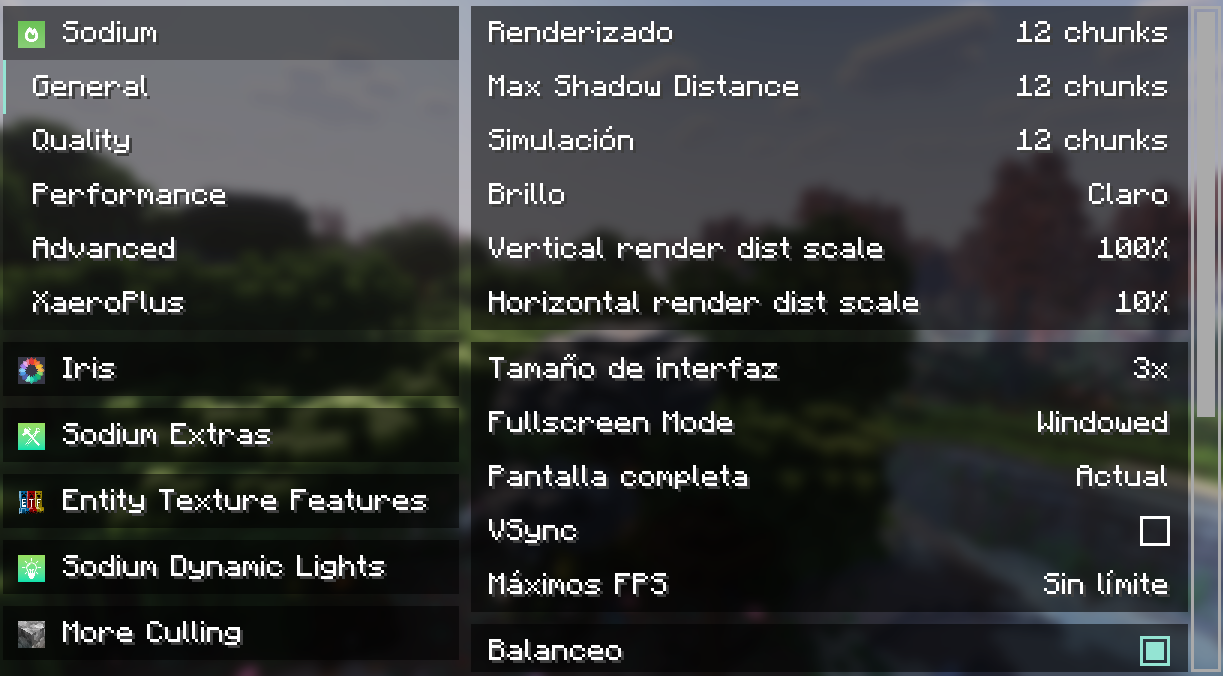 Sodium
General
Quality
Performance
Advanced
XaeroPlus
Iris
Sodium Extras
ETF
Entity Texture Features
Sodium Dynamic Lights
More Culling
Renderizado 12 chunks
Max Shadow Distance 12 chunks
Simulación 12 chunks
Brillo Claro
Vertical render dist scale 100%
Horizontal render dist scale 10%
Tamaño de interfaz 3x
Fullscreen Mode Windowed
Pantalla completa Actual
VSync
Máximos FPS Sin límite
Balanceo